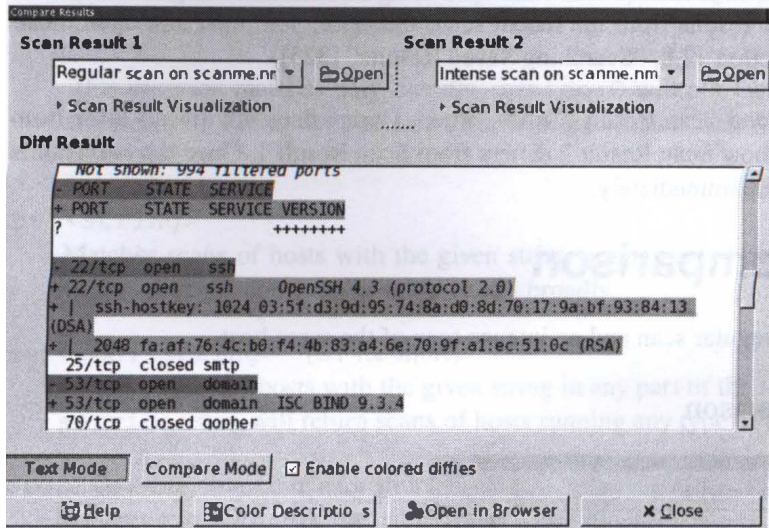 Compare Results
Scan Result 1
Scan Result 2
Regular scan on scanme.nr
Open
Intense scan on scanme.nm
Open
Scan Result Visualization
Scan Result Visualization
Diff Result
Not shown: 994 filtered ports
- PORT STATE SERVICE
+ PORT STATE SERVICE VERSION
? ++++++++
- 22/tcp open ssh
+ 22/tcp open ssh OpenSSH 4.3 (protocol 2.0)
+ | ssh-hostkey: 1024 03:5f:d3:9d:95:74:8a:d0:8d:70:17:9a:bf:93:84:13
(DSA)
+ |_ 2048 fa:af:76:4c:b0:f4:4b:83:a4:6e:70:9f:a1:ec:51:0c (RSA)
25/tcp closed smtp
- 53/tcp open domain
+ 53/tcp open domain ISC BIND 9.3.4
70/tcp closed gopher
Text Mode
Compare Mode
Enable colored diffies
Help
Color Descriptio s
Open in Browser
Close